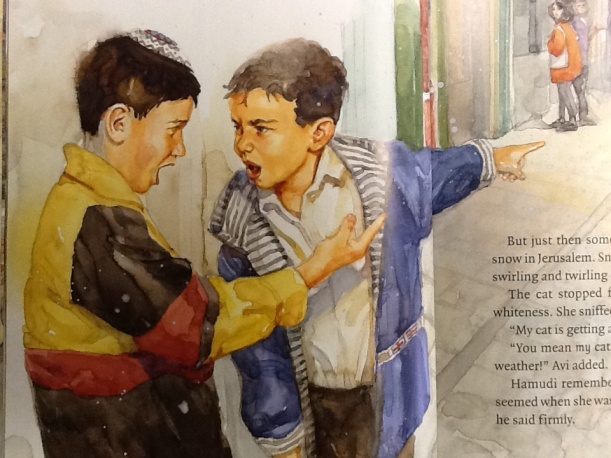 But just then some
snow in Jerusalem. Sn
swirling and twirling
The cat stopped f
whiteness. She sniffe
"My cat is getting a
"You mean my cat
weather!" Avi added.
Hamudi remembe
seemed when she was
he said firmly.